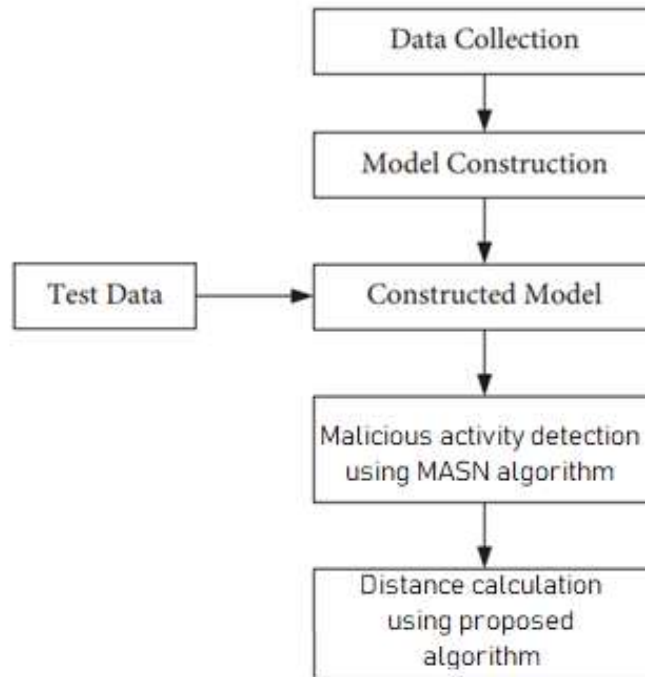 Data Collection
Model Construction
Test Data
Constructed Model
Malicious activity detection
using MASN algorithm
Distance calculation
using proposed
algorithm